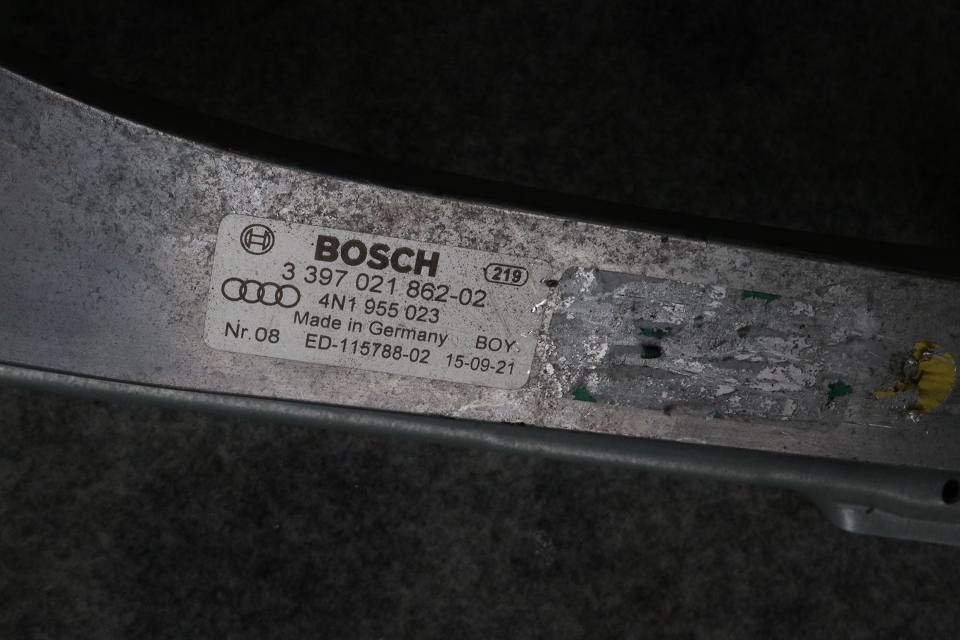 BOSCH
219
3 397 021 862-02
4N1 955 023
Made in Germany BOY
Nr. 08 ED-115788-02 15-09-21